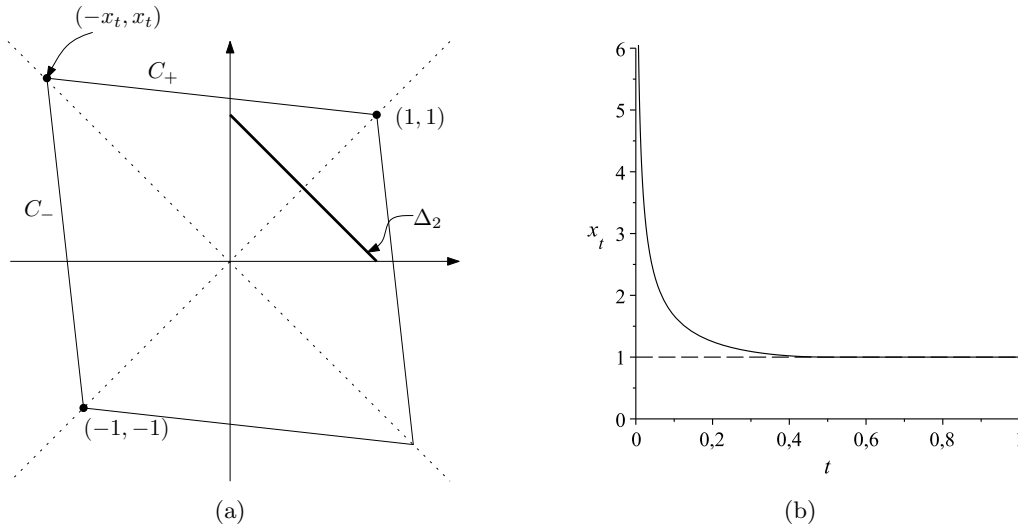 (−x_t, x_t)
C_+
(1, 1)
C_−
Δ_2
(−1, −1)
(a)
6
5
4
x_t
3
2
1
0
0 0,2 0,4 0,6 0,8
t
(b)